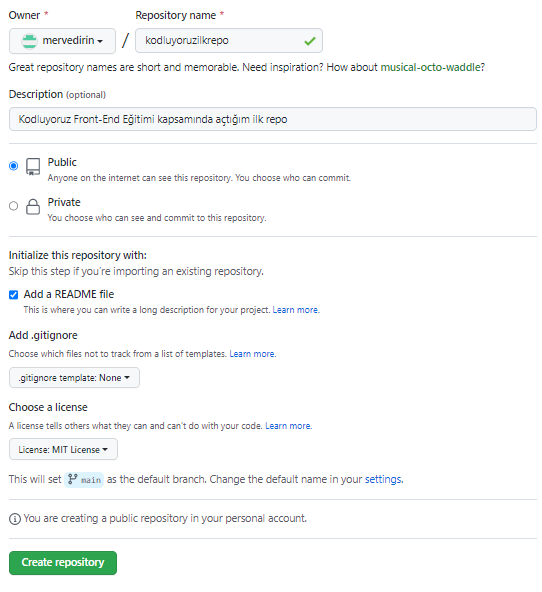 Owner * Repository name *
mervedirin / kodluyoruzilkrepo
Great repository names are short and memorable. Need inspiration? How about musical-octo-waddle?
Description (optional)
Kodluyoruz Front-End Eğitimi kapsamında açtığım ilk repo
Public
Anyone on the internet can see this repository. You choose who can commit.
Private
You choose who can see and commit to this repository.
Initialize this repository with:
Skip this step if you're importing an existing repository.
Add a README file
This is where you can write a long description for your project. Learn more.
Add .gitignore
Choose which files not to track from a list of templates. Learn more.
.gitignore template: None
Choose a license
A license tells others what they can and can't do with your code. Learn more.
License: MIT License
This will set main as the default branch. Change the default name in your settings.
You are creating a public repository in your personal account.
Create repository